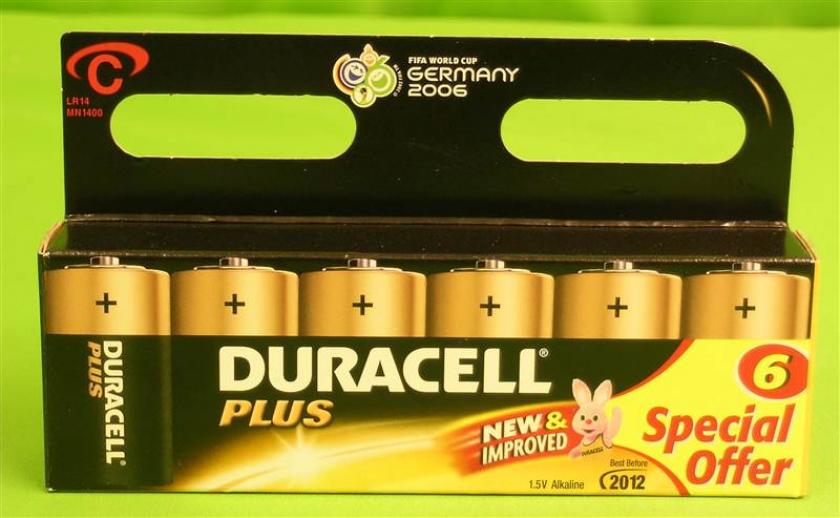 C
LR14
MN1400
FIFA WORLD CUP
GERMANY
2006
+ + + + + +
DURACELL
PLUS
DURACELL®
PLUS
NEW &
IMPROVED
DURACELL
1.5V Alkaline
Best Before
2012
6
Special
Offer